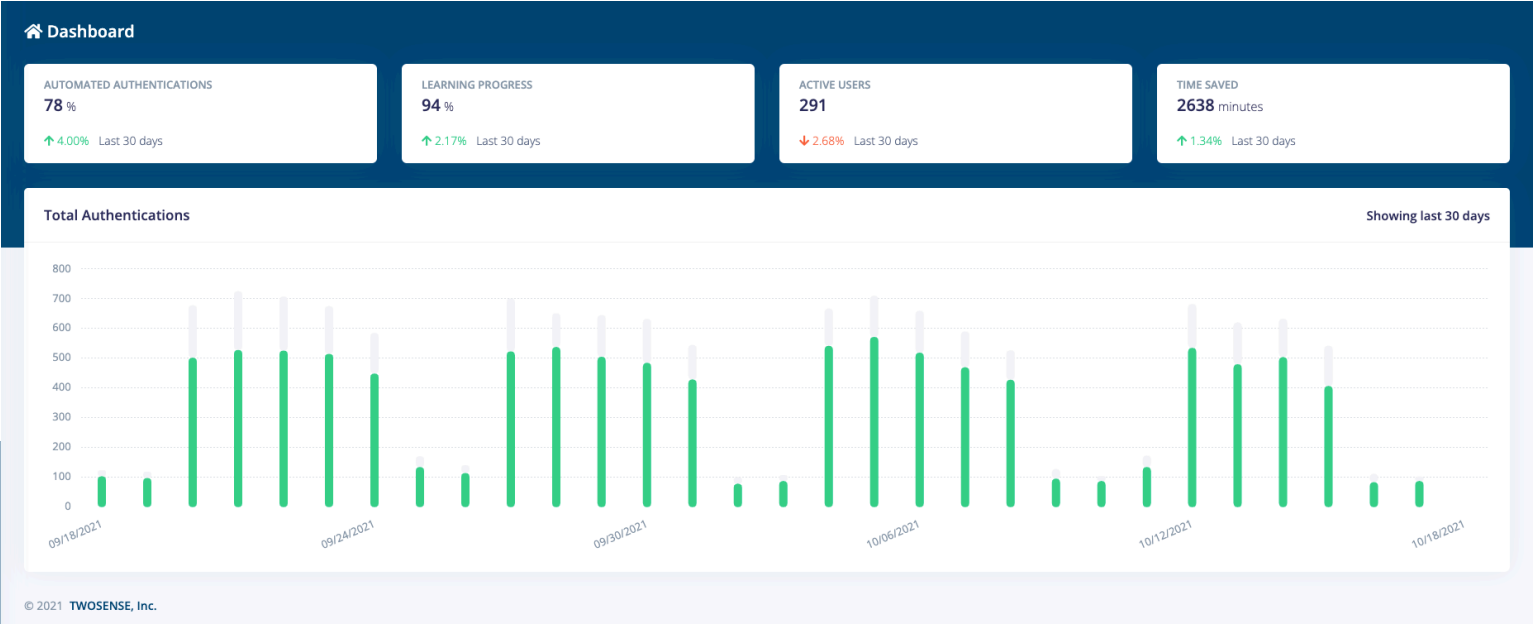 Dashboard
AUTOMATED AUTHENTICATIONS
78 %
4.00% Last 30 days
LEARNING PROGRESS
94 %
2.17% Last 30 days
ACTIVE USERS
291
2.68% Last 30 days
TIME SAVED
2638 minutes
1.34% Last 30 days
Total Authentications
Showing last 30 days
800
700
600
500
400
300
200
100
0
09/18/2021
09/24/2021
09/30/2021
10/06/2021
10/12/2021
10/18/2021
© 2021 TWOSENSE, Inc.